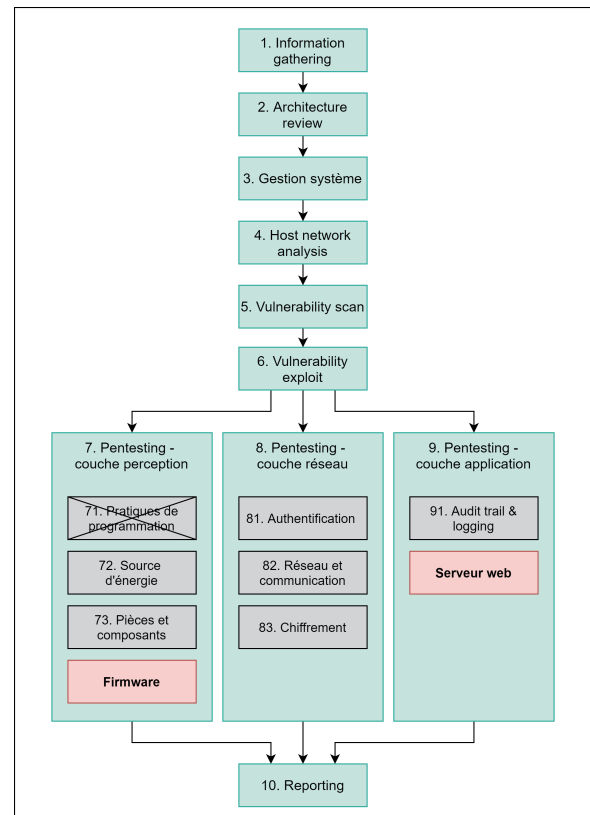 1. Information
gathering
2. Architecture
review
3. Gestion système
4. Host network
analysis
5. Vulnerability scan
6. Vulnerability
exploit
7. Pentesting -
couche perception
71. Pratiques de
programmation
72. Source
d'énergie
73. Pièces et
composants
Firmware
8. Pentesting -
couche réseau
81. Authentification
82. Réseau et
communication
83. Chiffrement
9. Pentesting -
couche application
91. Audit trail &
logging
Serveur web
10. Reporting